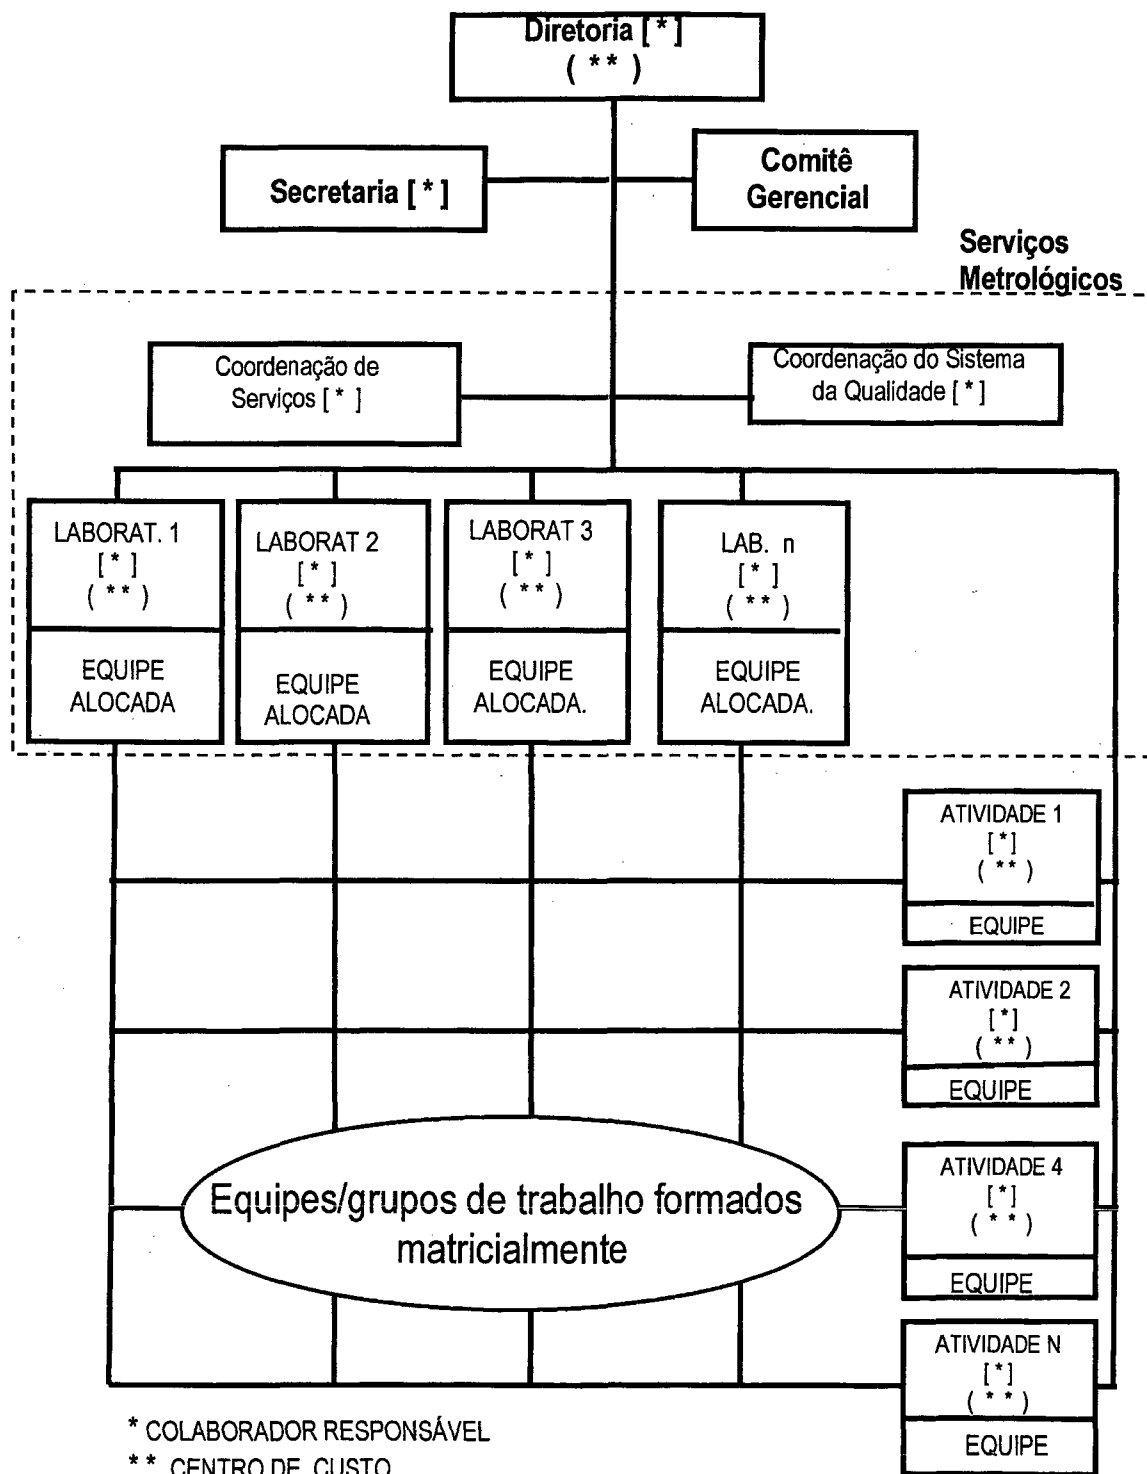 Diretoria [ * ]
( ** )
Secretaria [ * ]
Comitê
Gerencial
Serviços
Metrológicos
Coordenação de
Serviços [ * ]
Coordenação do Sistema
da Qualidade [ * ]
LABORAT. 1
[ * ]
( ** )
EQUIPE
ALOCADA
LABORAT 2
[ * ]
( ** )
EQUIPE
ALOCADA
LABORAT 3
[ * ]
( ** )
EQUIPE
ALOCADA.
LAB. n
[ * ]
( ** )
EQUIPE
ALOCADA.
ATIVIDADE 1
[ * ]
( ** )
EQUIPE
ATIVIDADE 2
[ * ]
( ** )
EQUIPE
Equipes/grupos de trabalho formados
matricialmente
ATIVIDADE 4
[ * ]
( * * )
EQUIPE
ATIVIDADE N
[ * ]
( * * )
EQUIPE
* COLABORADOR RESPONSÁVEL
* * CENTRO DE CUSTO